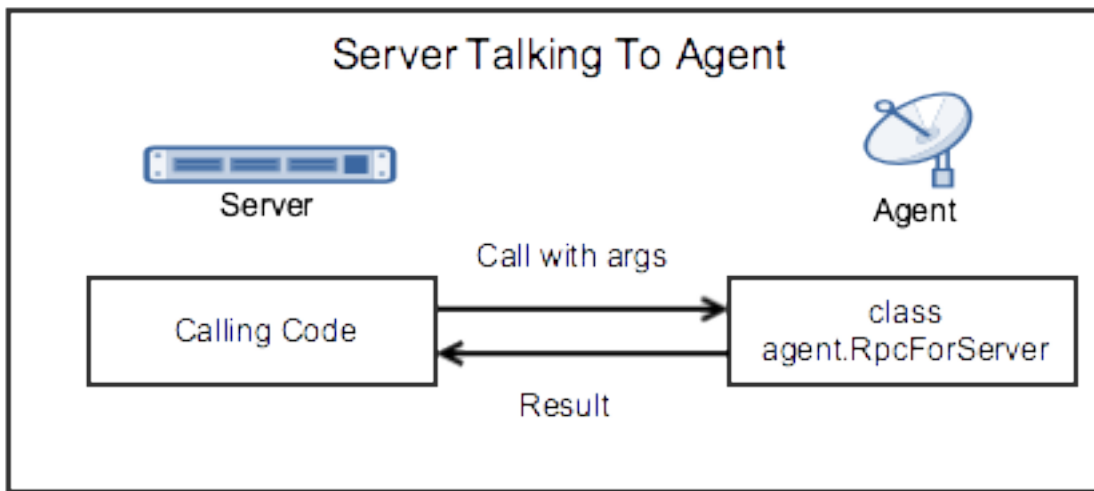 Server Talking To Agent
Server
Agent
Call with args
Calling Code
class
agent.RpcForServer
Result